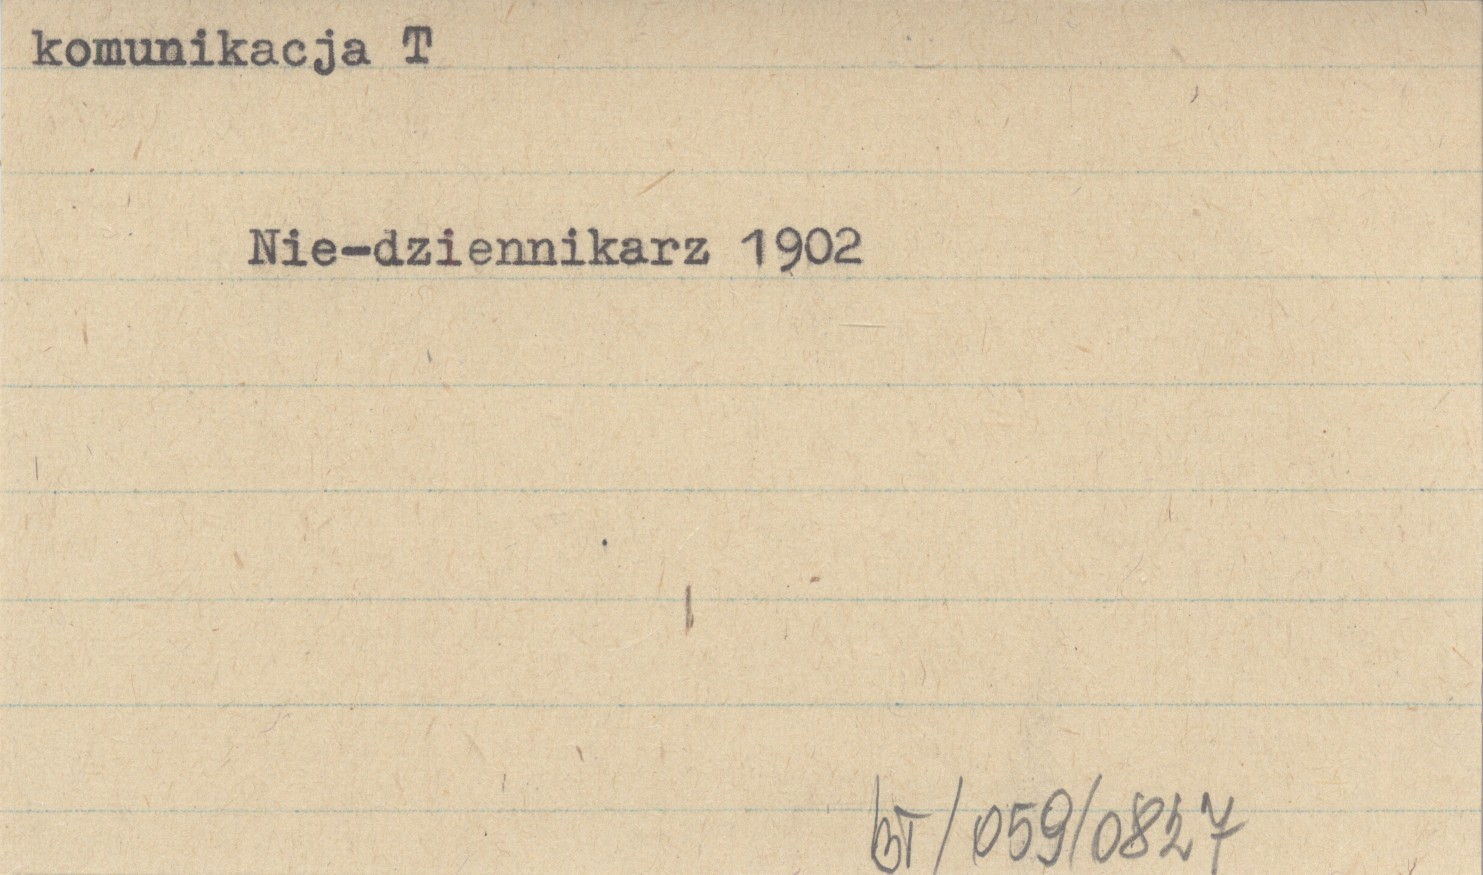 komunikacja T
Nie-dziennikarz 1902
BT/059/0827